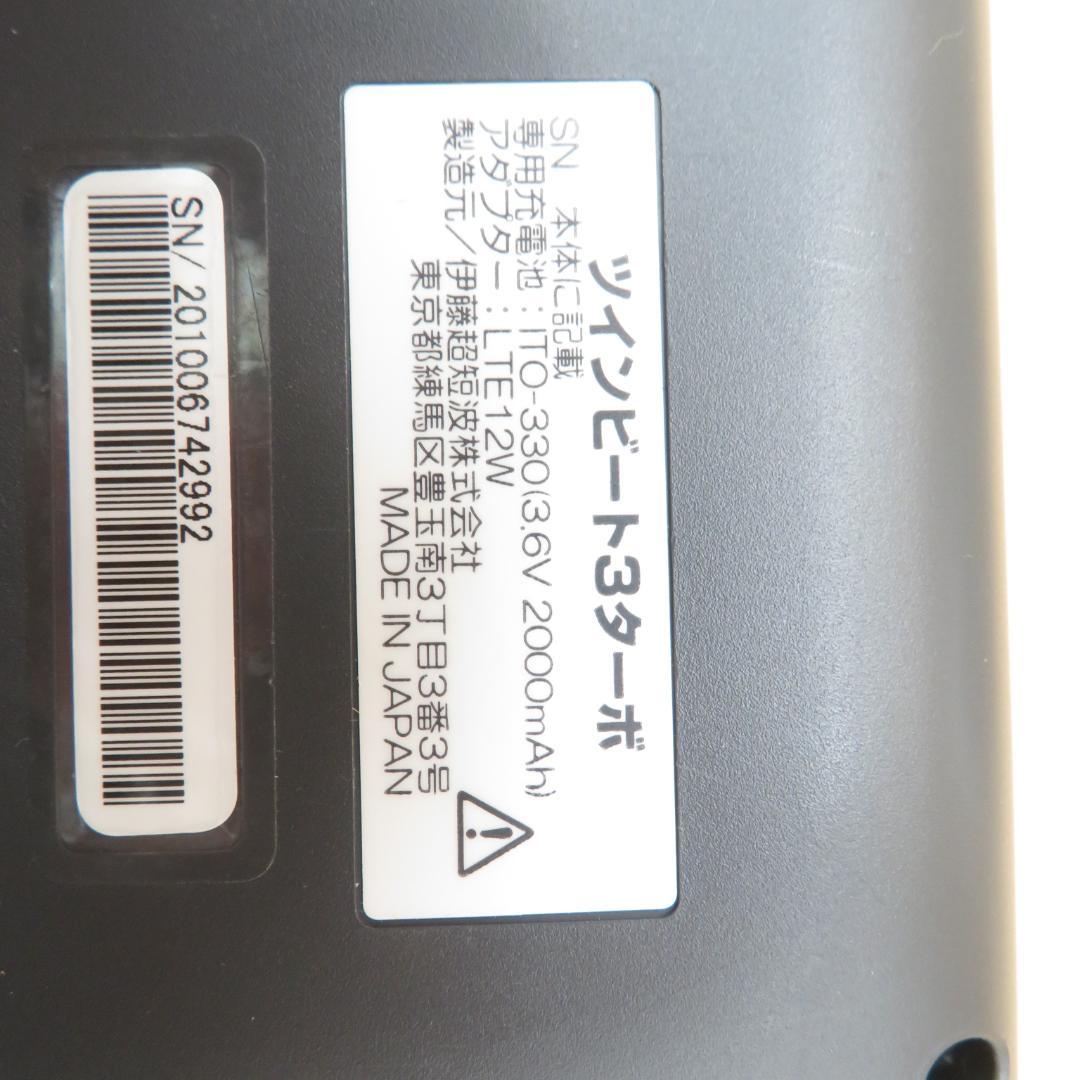 ツインビート3ターボ
SN 本体に記載
専用充電池：ITO-330(3.6V 2000mAh)
アダプター：LTE12W
製造元／伊藤超短波株式会社
東京都練馬区豊玉南3丁目3番3号
MADE IN JAPAN
SN/201006742992